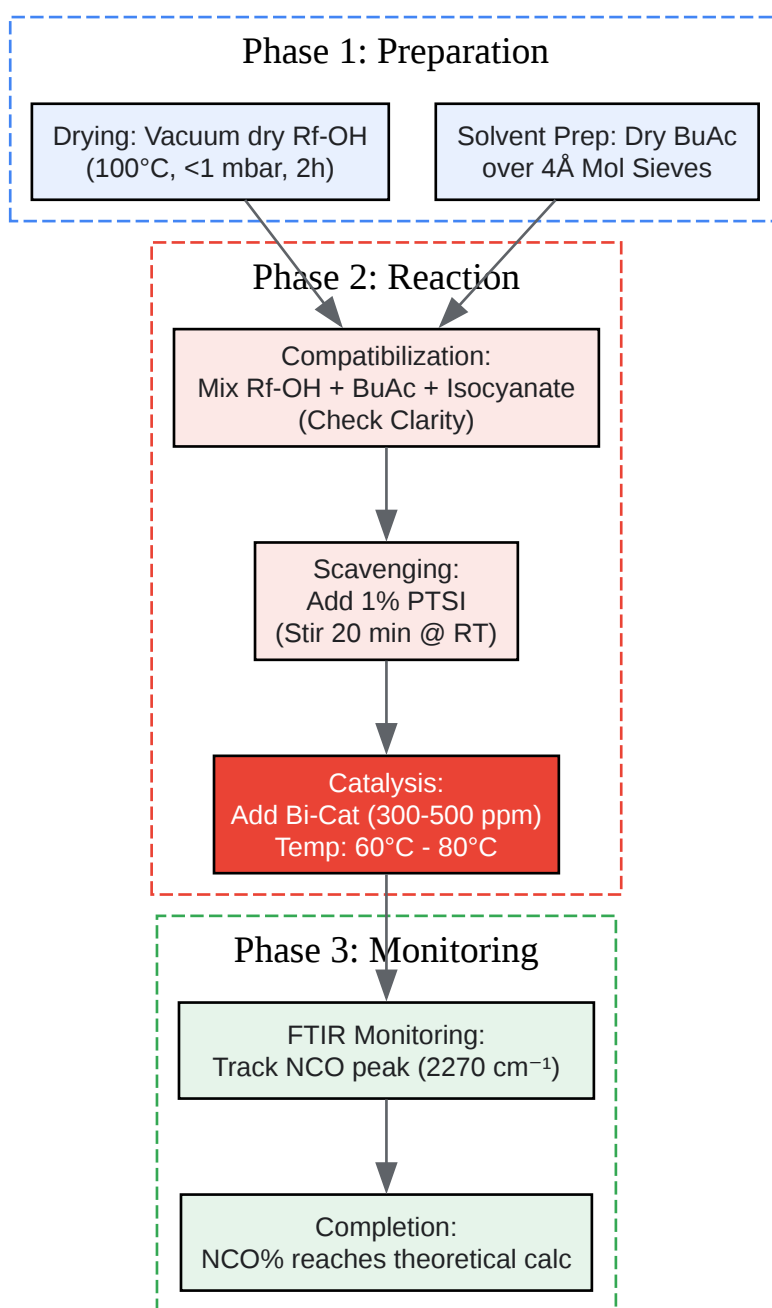 Phase 1: Preparation
Drying: Vacuum dry Rf-OH
(100°C, <1 mbar, 2h)
Solvent Prep: Dry BuAc
over 4Å Mol Sieves
Phase 2: Reaction
Compatibilization:
Mix Rf-OH + BuAc + Isocyanate
(Check Clarity)
Scavenging:
Add 1% PTSI
(Stir 20 min @ RT)
Catalysis:
Add Bi-Cat (300-500 ppm)
Temp: 60°C - 80°C
Phase 3: Monitoring
FTIR Monitoring:
Track NCO peak (2270 cm⁻¹)
Completion:
NCO% reaches theoretical calc